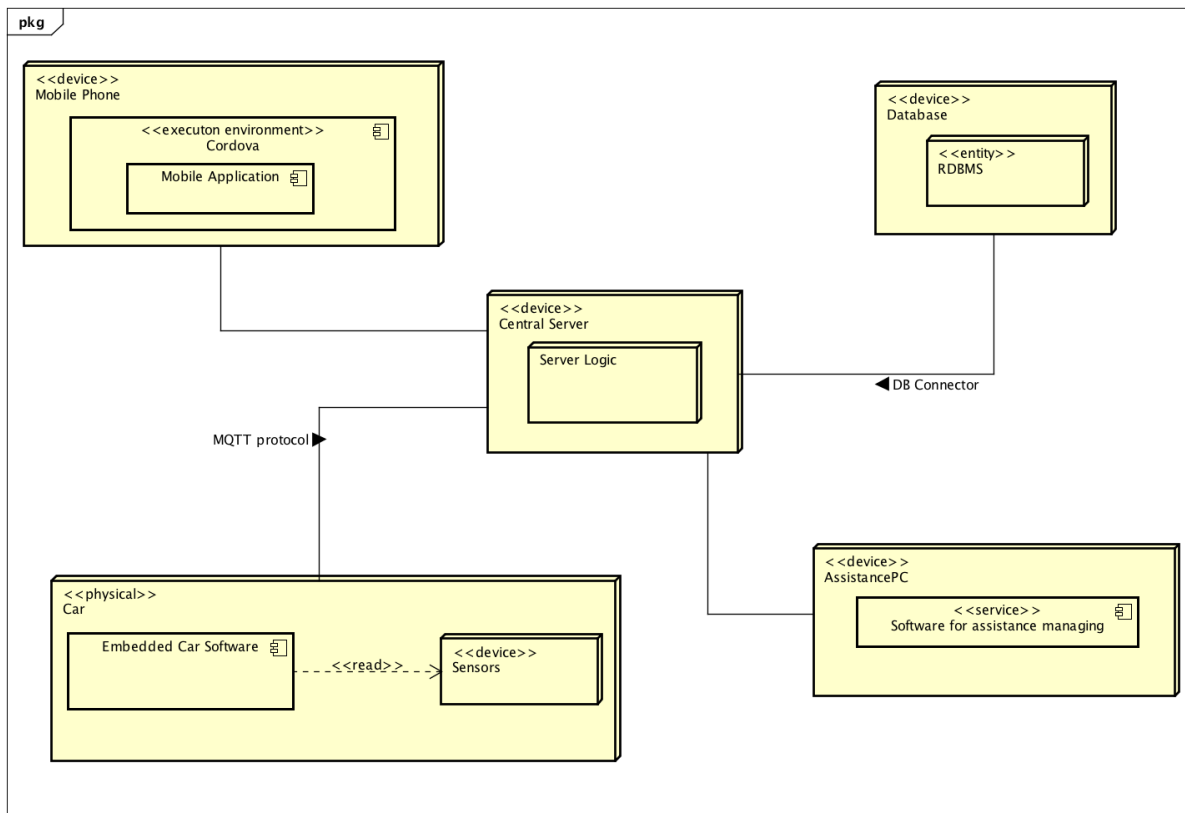 pkg
<<device>>
Mobile Phone
<<executon environment>>
Cordova
Mobile Application
<<device>>
Database
<<entity>>
RDBMS
<<device>>
Central Server
Server Logic
DB Connector
MQTT protocol
<<physical>>
Car
Embedded Car Software
<<read>>
<<device>>
Sensors
<<device>>
AssistancePC
<<service>>
Software for assistance managing